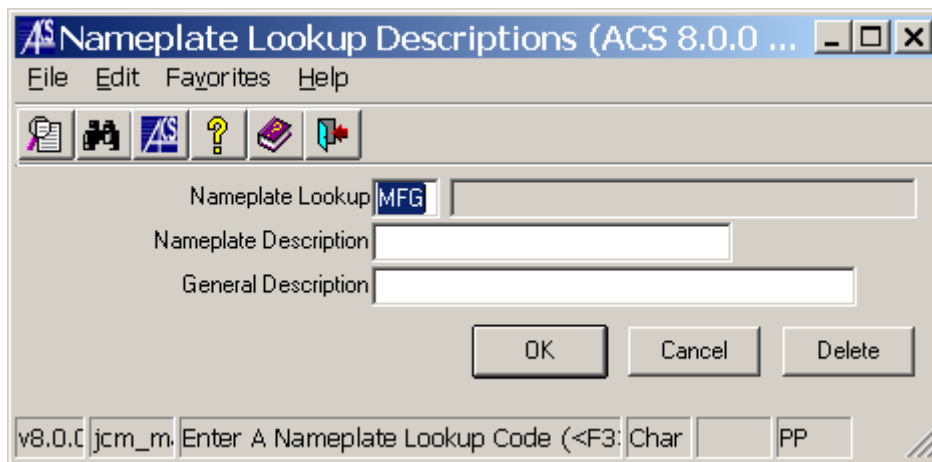 Nameplate Lookup Descriptions (ACS 8.0.0 ...
File Edit Favorites Help
Nameplate Lookup MFG
Nameplate Description
General Description
OK Cancel Delete
v8.0.0 jcm_m Enter A Nameplate Lookup Code (<F3 Char PP